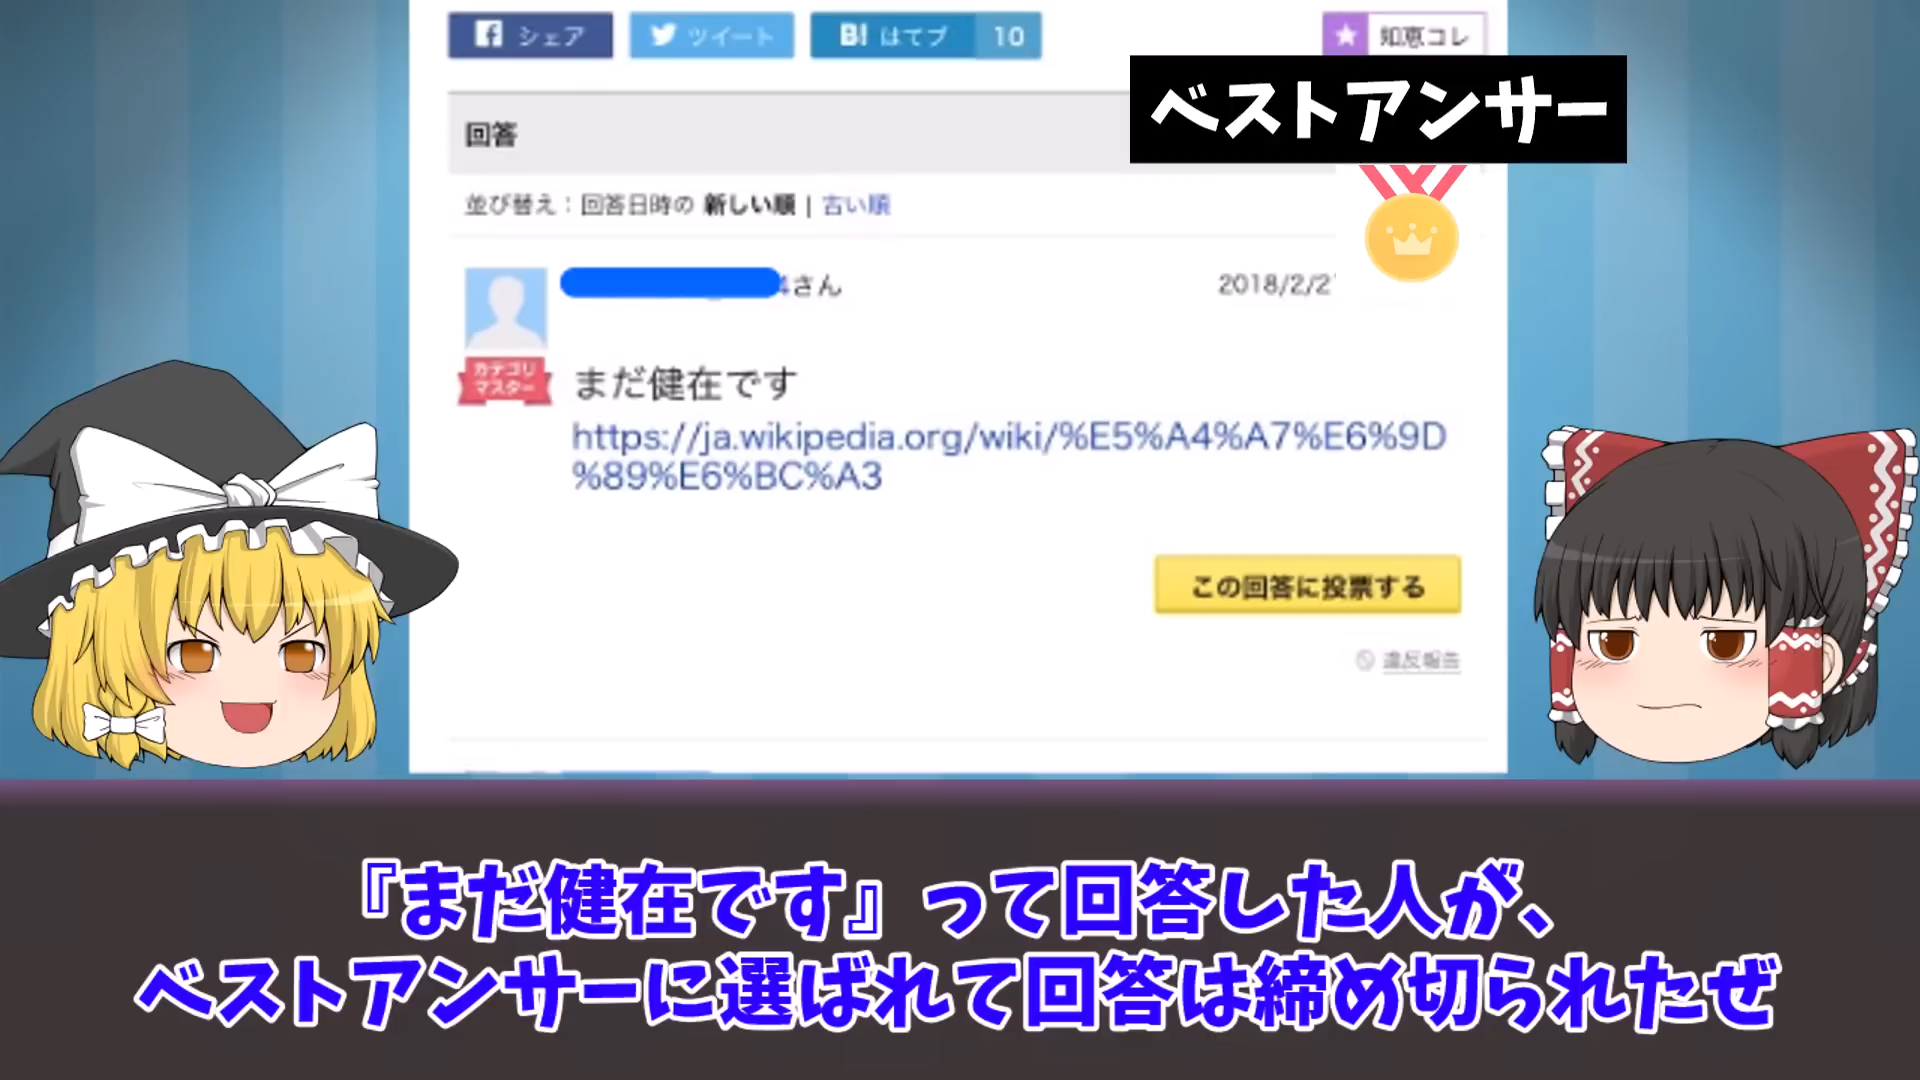 シェア
ツイート
B! はてブ 10
知恵コレ
ベストアンサー
回答
並び替え：回答日時の 新しい順 | 古い順
さん
2018/2/2
カテゴリ
マスター
まだ健在です
https://ja.wikipedia.org/wiki/%E5%A4%A7%E6%9D
%89%E6%BC%A3
この回答に投票する
違反報告
『まだ健在です』って回答した人が、
ベストアンサーに選ばれて回答は締め切られたぜ